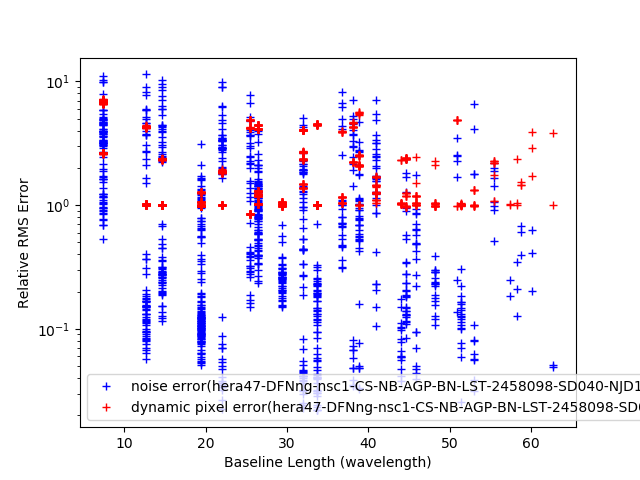 Relative RMS Error
10¹
10⁰
10⁻¹
noise error(hera47-DFNng-nsc1-CS-NB-AGP-BN-LST-2458098-SD040-NJD1
dynamic pixel error(hera47-DFNng-nsc1-CS-NB-AGP-BN-LST-2458098-SD0
10 20 30 40 50 60
Baseline Length (wavelength)